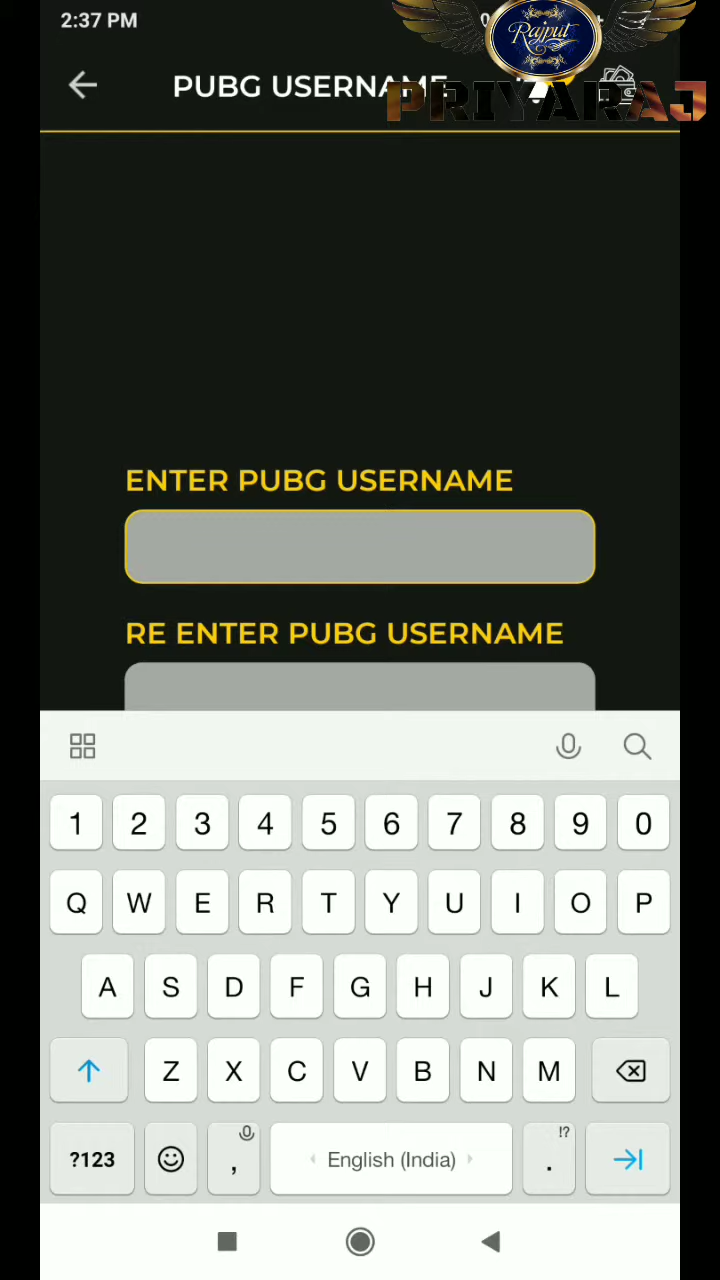 2:37 PM
Rajput
PUBG USERNAME
PRIYARAJ
ENTER PUBG USERNAME
RE ENTER PUBG USERNAME
1 2 3 4 5 6 7 8 9 0
Q W E R T Y U I O P
A S D F G H J K L
Z X C V B N M
!?
?123 , English (India) .